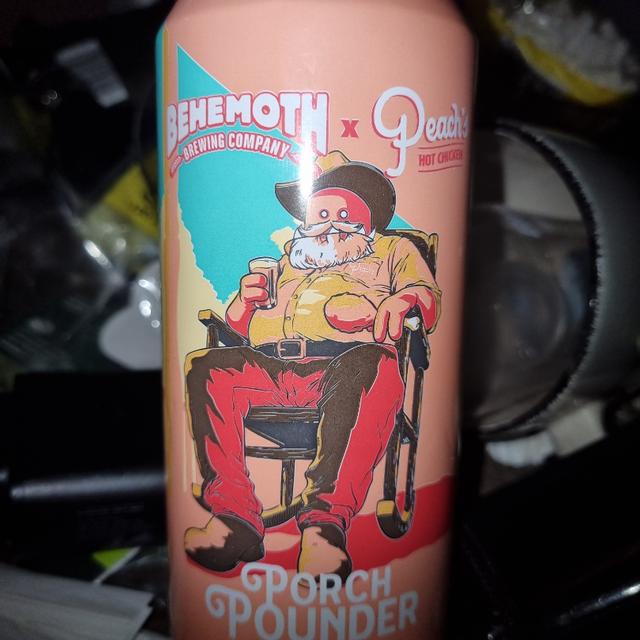 BEHEMOTH
BREWING COMPANY
x
Peach's
HOT CHICKEN
PORCH
POUNDER